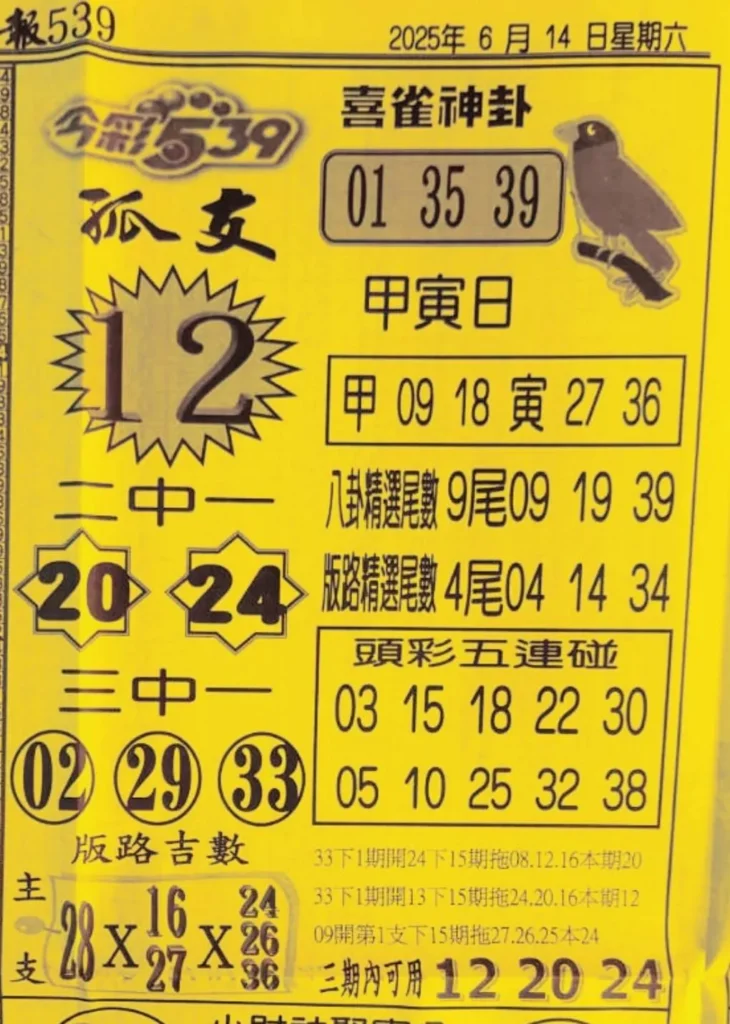 報539
2025年 6 月 14 日星期六
今彩539
孤支
12
二中一
20 24
三中一
02 29 33
版路吉數
主支
28 X 16 27 X 24 26 36
喜雀神卦
01 35 39
甲寅日
甲 09 18 寅 27 36
八卦精選尾數 9尾09 19 39
版路精選尾數 4尾04 14 34
頭彩五連碰
03 15 18 22 30
05 10 25 32 38
33下1期開24下15期拖08.12.16本期20
33下1期開13下15期拖24.20.16本期12
09開第1支下15期拖27.26.25本24
三期內可用 12 20 24